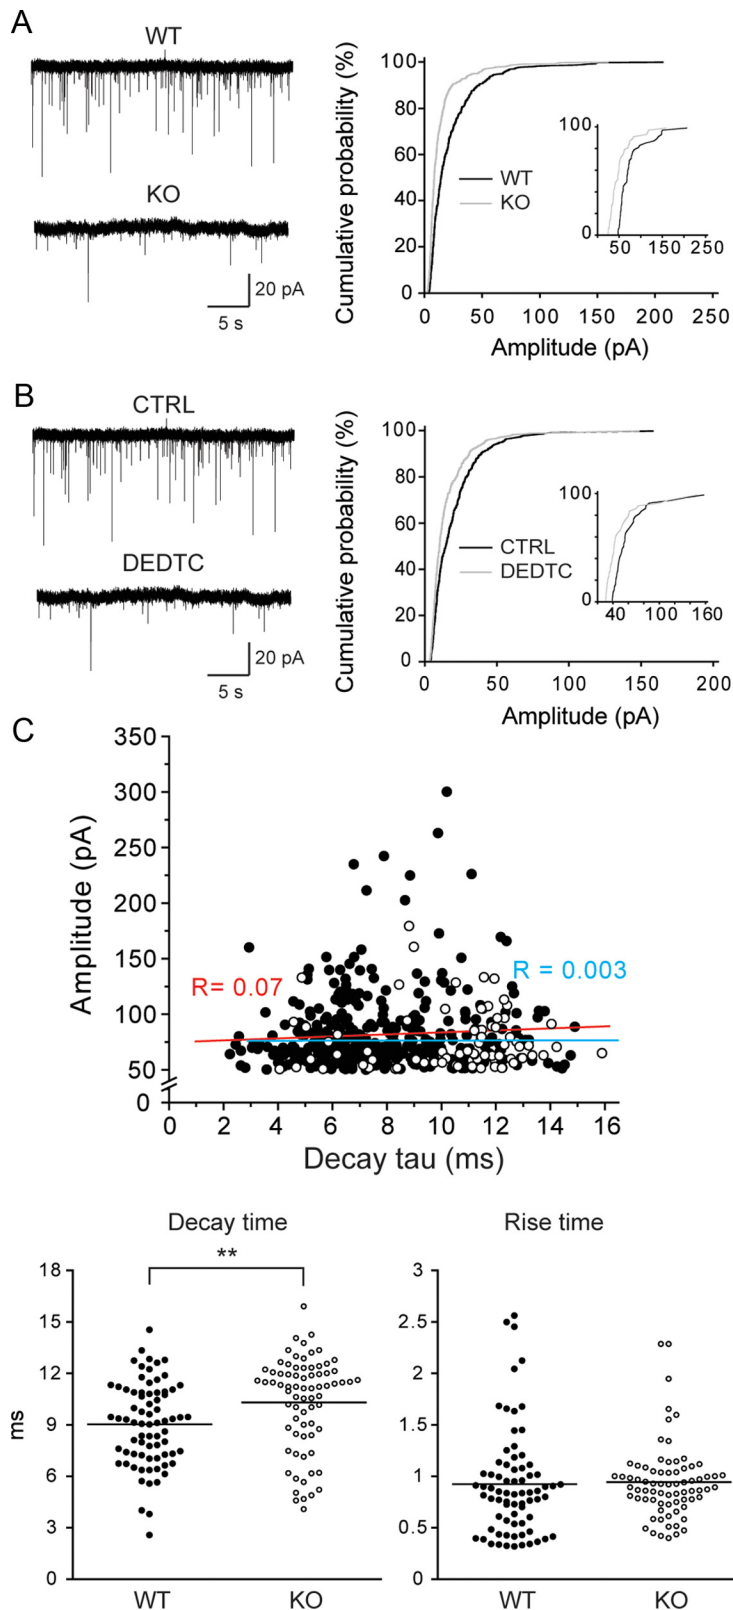 A
WT
KO
20 pA
5 s
Cumulative probability (%)
100
80
60
40
20
0
WT
KO
100
0
50
150
250
0
50
100
150
200
250
Amplitude (pA)
B
CTRL
DEDTC
20 pA
5 s
Cumulative probability (%)
100
80
60
40
20
0
CTRL
DEDTC
100
0
40
100
160
0
50
100
150
200
Amplitude (pA)
C
Amplitude (pA)
350
300
250
200
150
100
50
0
R= 0.07
R = 0.003
0
2
4
6
8
10
12
14
16
Decay tau (ms)
Decay time
**
ms
18
15
12
9
6
3
0
WT
KO
Rise time
3
2.5
2
1.5
1
0.5
0
WT
KO